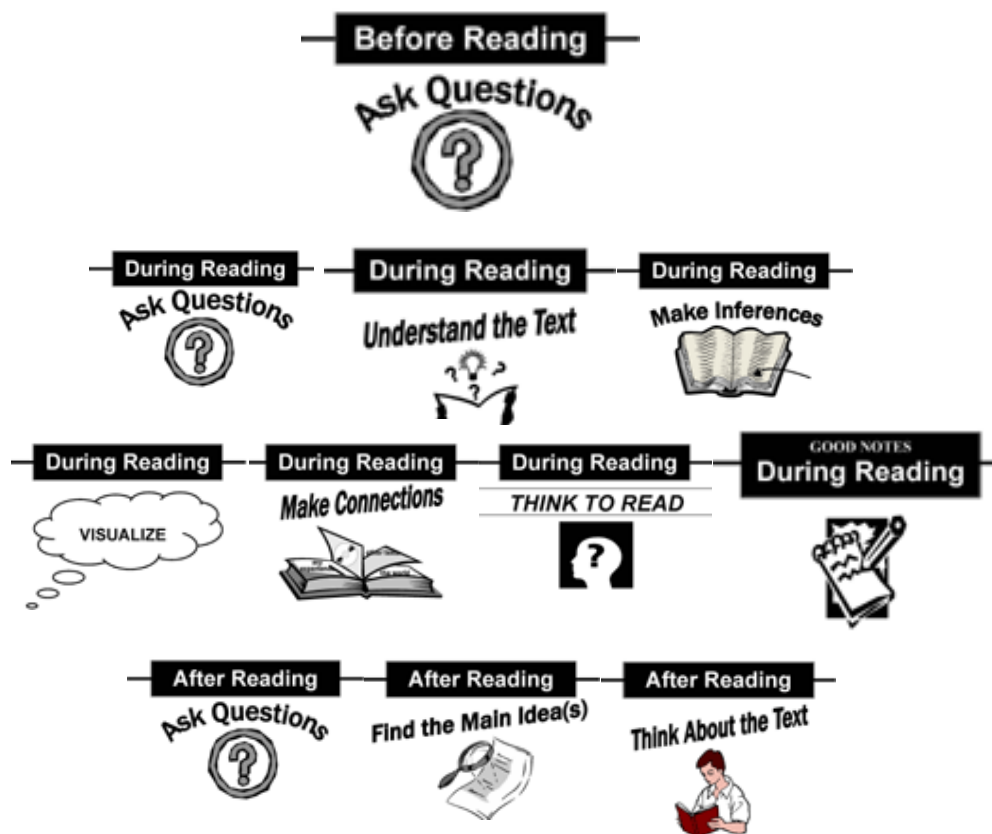 Before Reading
Ask Questions
During Reading
Ask Questions
During Reading
Understand the Text
During Reading
Make Inferences
During Reading
VISUALIZE
During Reading
Make Connections
During Reading
THINK TO READ
GOOD NOTES
During Reading
After Reading
Ask Questions
After Reading
Find the Main Idea(s)
After Reading
Think About the Text